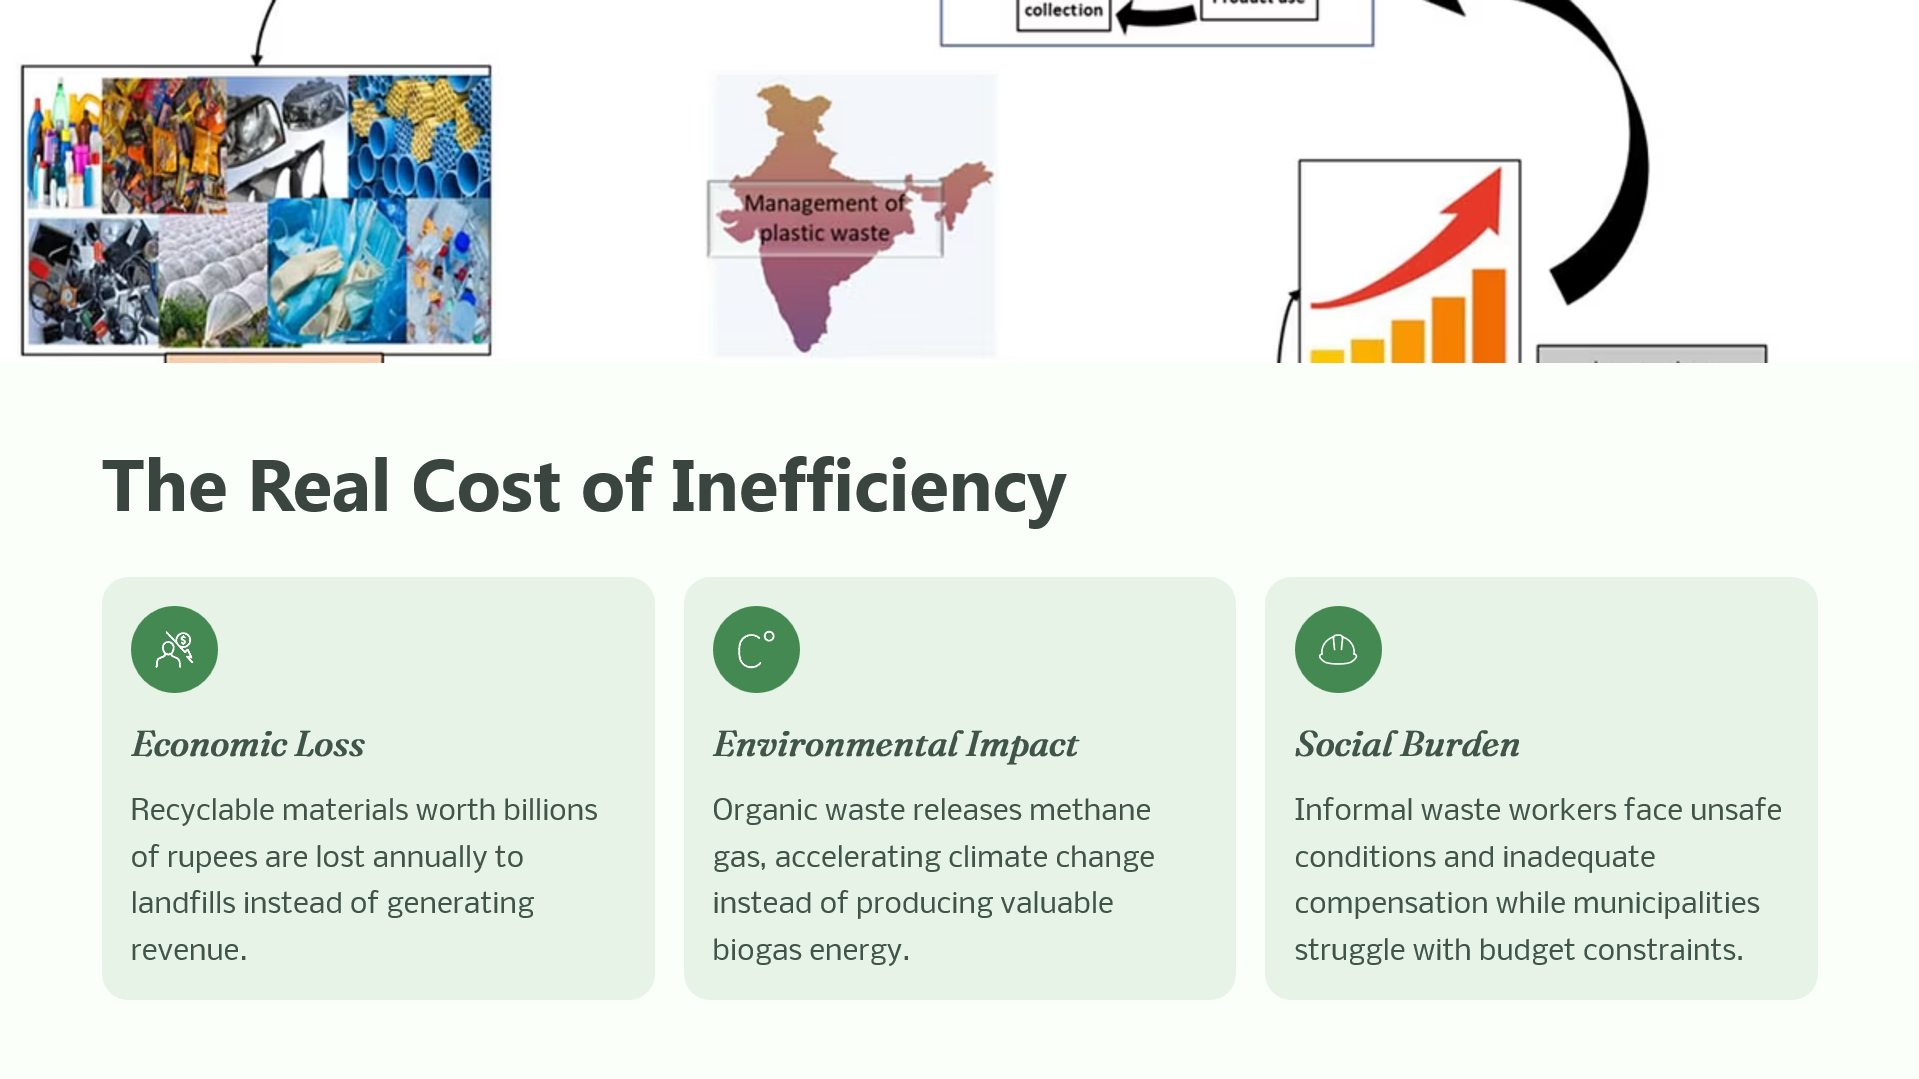 collection
Product use
Management of
plastic waste
The Real Cost of Inefficiency
Economic Loss
Recyclable materials worth billions
of rupees are lost annually to
landfills instead of generating
revenue.
Environmental Impact
Organic waste releases methane
gas, accelerating climate change
instead of producing valuable
biogas energy.
Social Burden
Informal waste workers face unsafe
conditions and inadequate
compensation while municipalities
struggle with budget constraints.